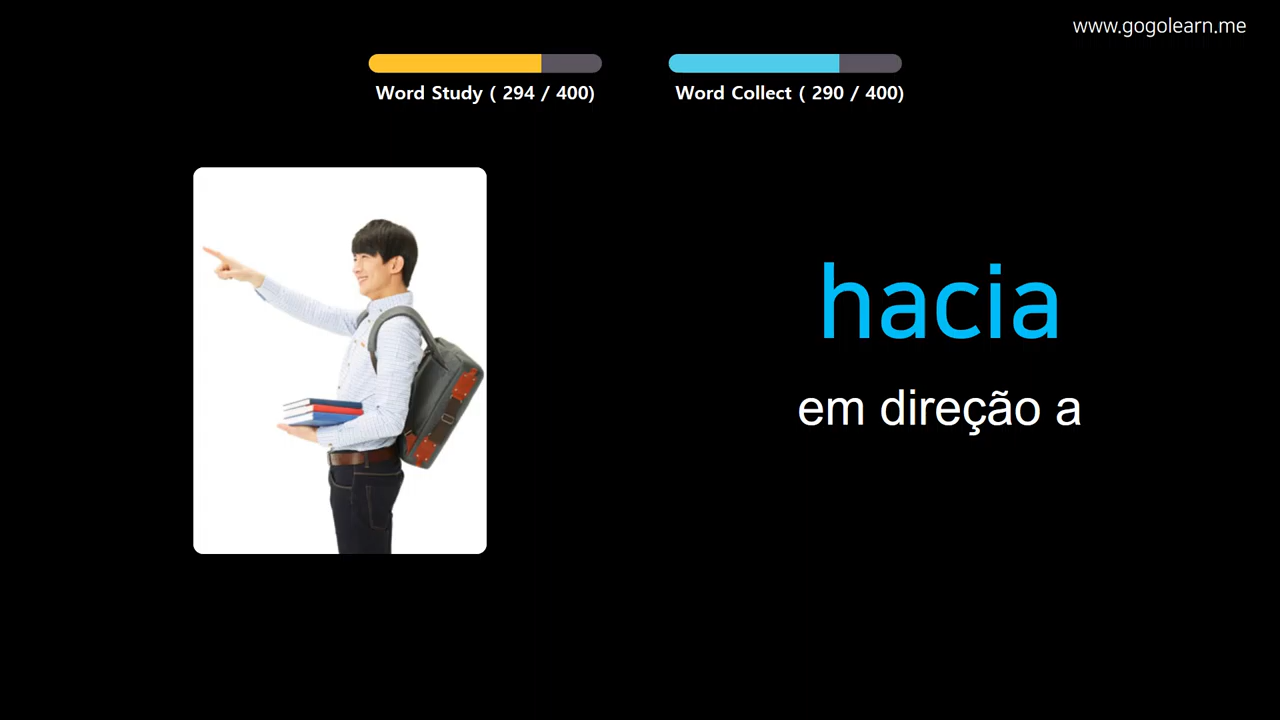 www.gogolearn.me
Word Study ( 294 / 400)
Word Collect ( 290 / 400)
hacia
em direção a